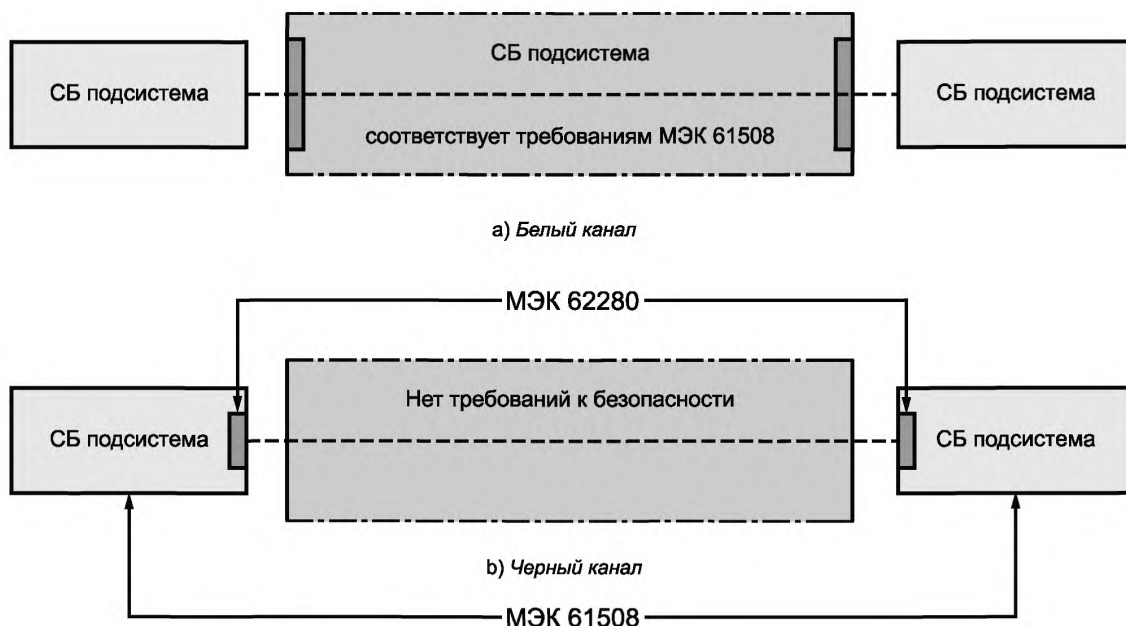 СБ подсистема
СБ подсистема
соответствует требованиям МЭК 61508
СБ подсистема
a) Белый канал
МЭК 62280
СБ подсистема
Нет требований к безопасности
СБ подсистема
b) Черный канал
МЭК 61508